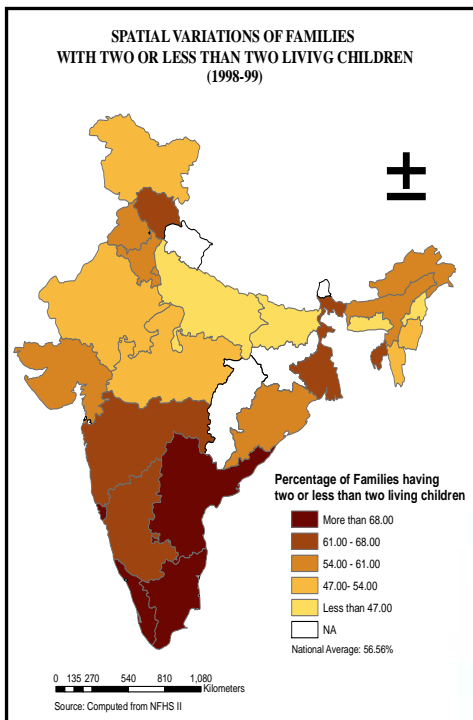 SPATIAL VARIATIONS OF FAMILIES
WITH TWO OR LESS THAN TWO LIVIVG CHILDREN
(1998-99)
Percentage of Families having
two or less than two living children
More than 68.00
61.00 - 68.00
54.00 - 61.00
47.00- 54.00
Less than 47.00
NA
National Average: 56.56%
0 135 270 540 810 1,080
Kilometers
Source: Computed from NFHS II